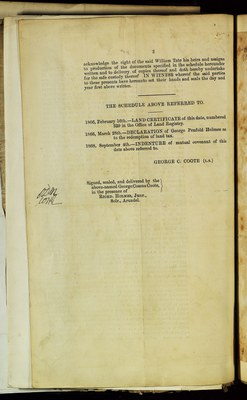 2
acknowledge the right of the said William Tate his heirs and assigns
to production of the documents specified in the schedule hereunder
written and to delivery of copies thereof and doth hereby undertake
for the safe custody thereof IN WITNESS whereof the said parties
to these presents have hereunto set their hands and seals the day and
year first above written.
THE SCHEDULE ABOVE REFERRED TO.
1866, February 16th.—LAND CERTIFICATE of this date, numbered
in the Office of Land Registry.
1866, March 29th.—DECLARATION of George Penfold Holmes as
to the redemption of land tax.
1868, September 4th.—INDENTURE of mutual covenant of this
date above referred to.
GEORGE C. COOTE (L.S.)
Signed, sealed, and delivered by the
above-named George Coates Coote,
in the presence of
HOLMES, Junr.,
Solr., Arundel.